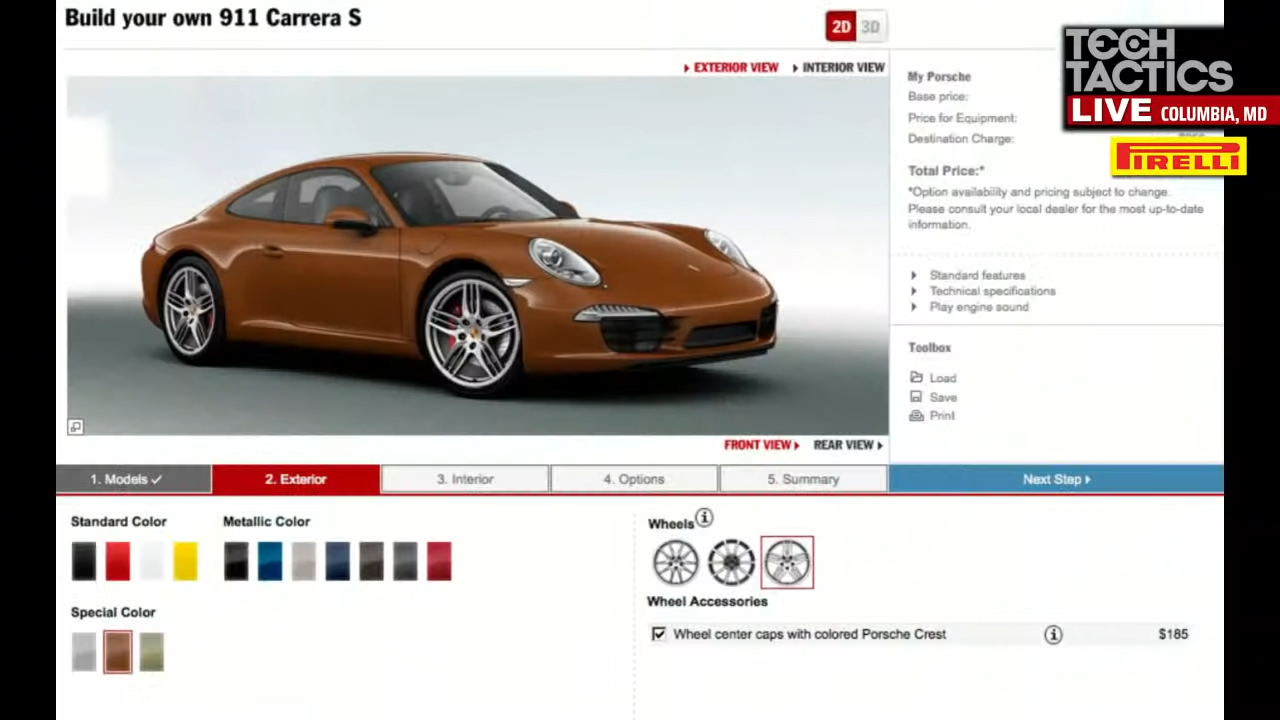 Build your own 911 Carrera S
2D 3D
EXTERIOR VIEW INTERIOR VIEW
TECH
TACTICS
LIVE COLUMBIA, MD
PIRELLI
My Porsche
Base price:
Price for Equipment:
Destination Charge:
Total Price:*
*Option availability and pricing subject to change.
Please consult your local dealer for the most up-to-date
information.
Standard features
Technical specifications
Play engine sound
Toolbox
Load
Save
Print
FRONT VIEW REAR VIEW
1. Models 2. Exterior 3. Interior 4. Options 5. Summary Next Step
Standard Color Metallic Color
Special Color
Wheels
Wheel Accessories
Wheel center caps with colored Porsche Crest $185